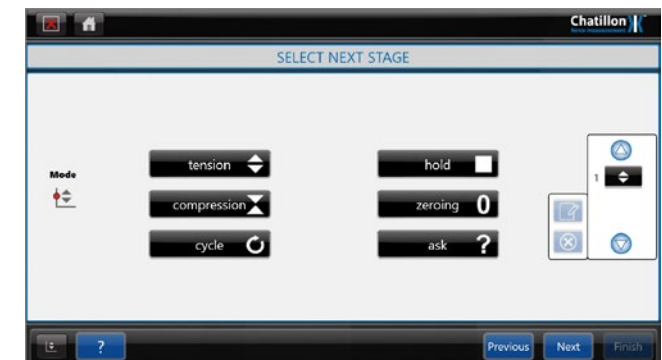 Chatillon
SELECT NEXT STAGE
Mode
tension
compression
cycle
hold
zeroing 0
ask ?
1
?
Previous
Next
Finish